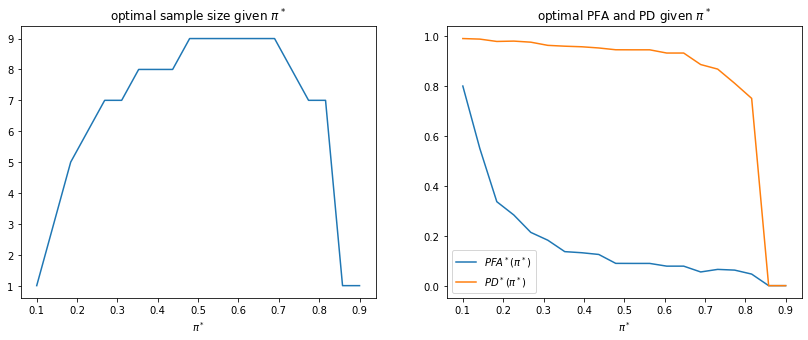 optimal sample size given π*
9
8
7
6
5
4
3
2
1
0.1 0.2 0.3 0.4 0.5 0.6 0.7 0.8 0.9
π*
optimal PFA and PD given π*
1.0
0.8
0.6
0.4
0.2
0.0
PFA*(π*)
PD*(π*)
0.1 0.2 0.3 0.4 0.5 0.6 0.7 0.8 0.9
π*